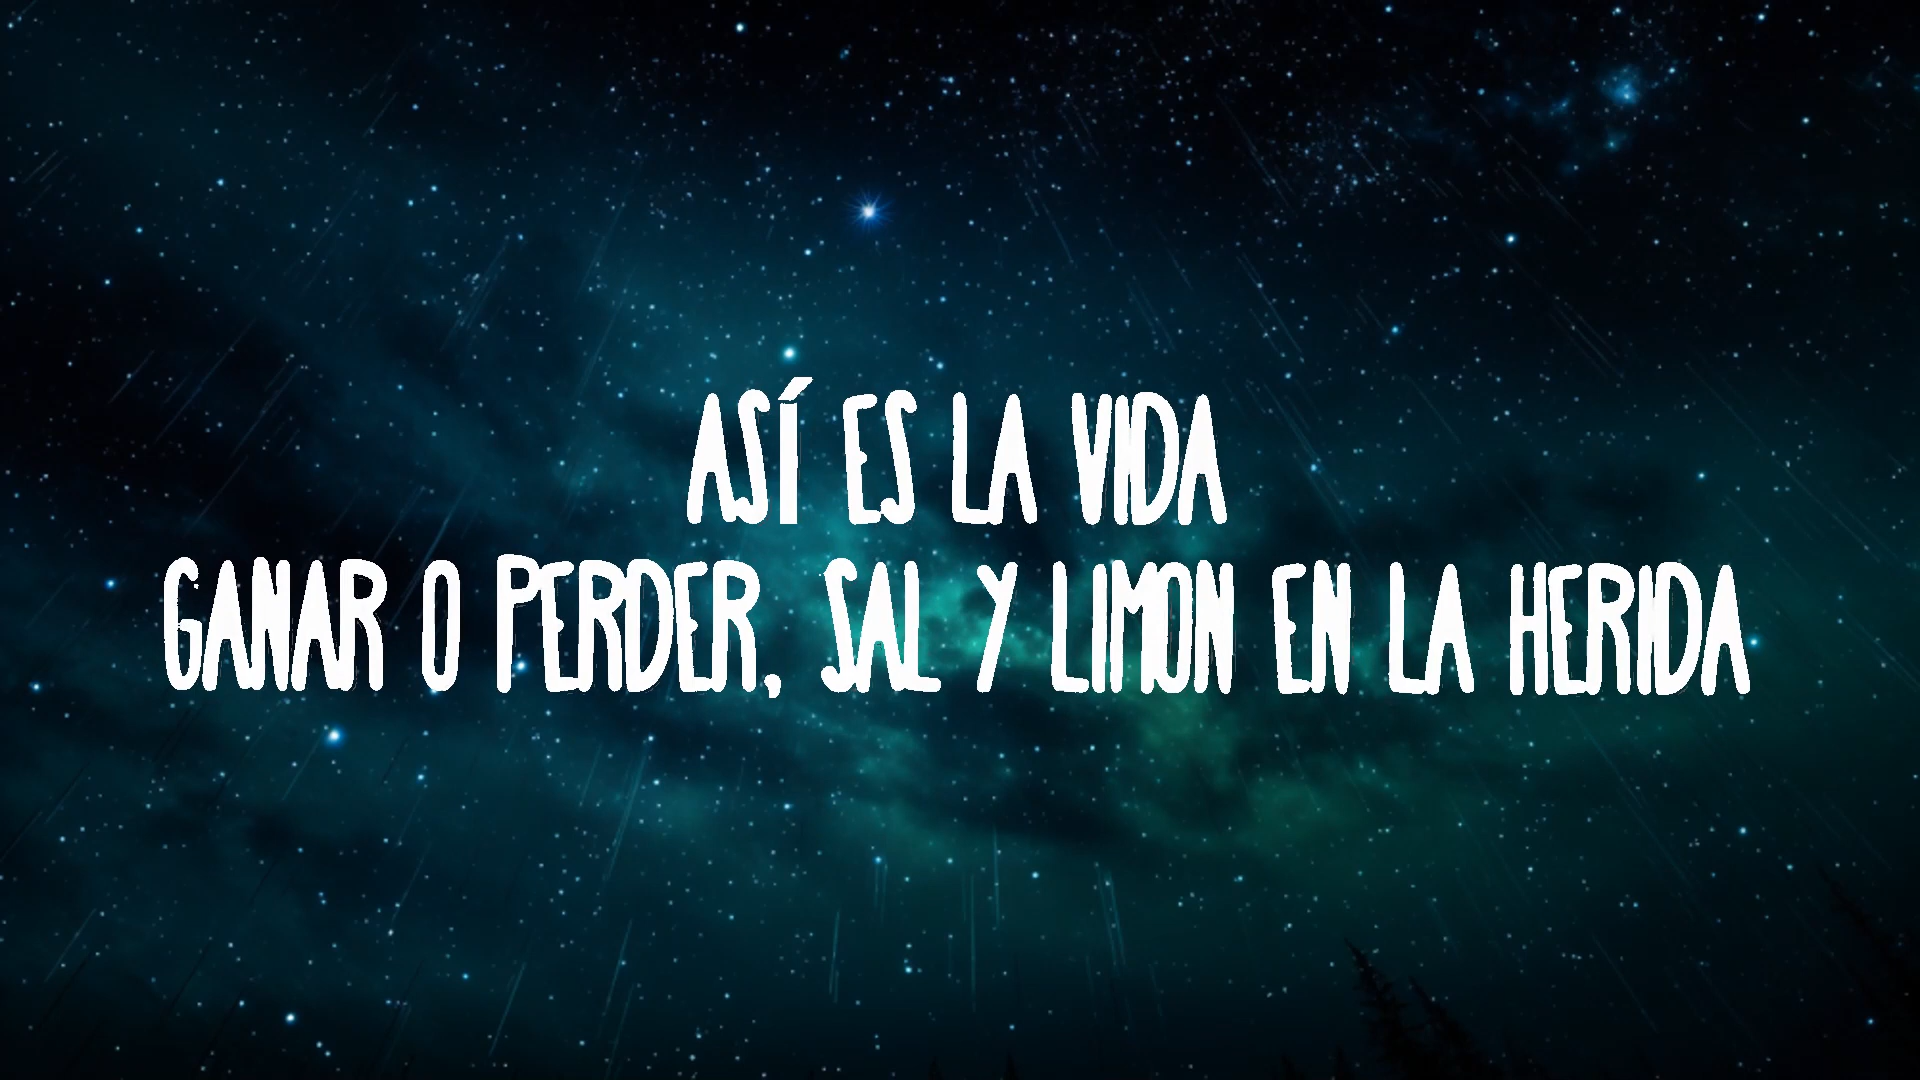 ASÍ ES LA VIDA
GANAR O PERDER, SAL Y LIMON EN LA HERIDA